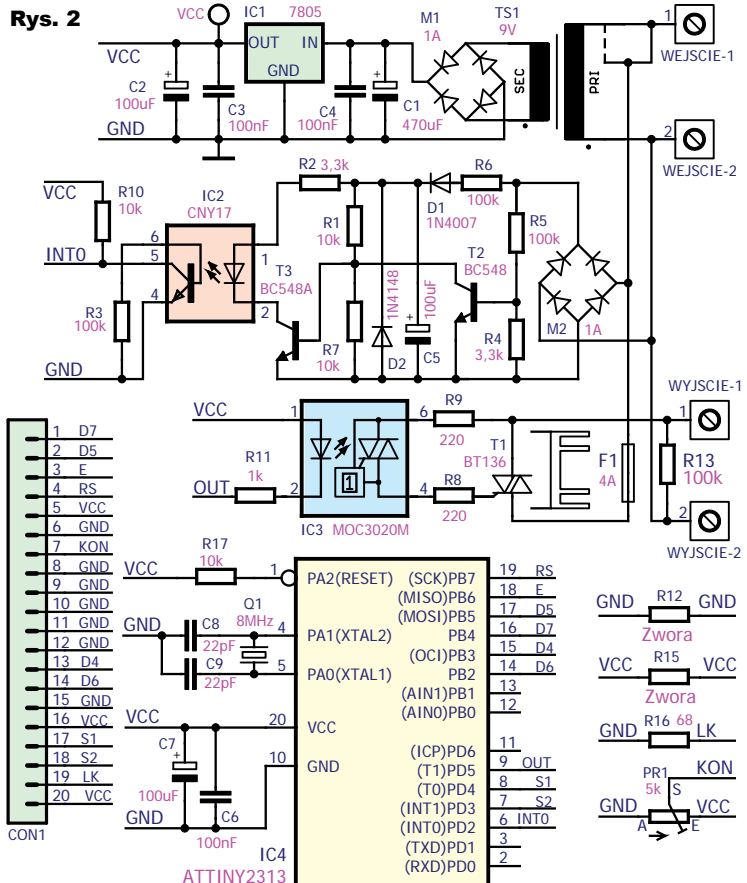 Rys. 2
VCC
IC1
7805
M1
1A
TS1
9V
1
WEJSCIE-1
VCC
OUT
IN
GND
C2
100uF
+
C3
100nF
C4
100nF
+
C1
470uF
SEC
PRI
GND
2
WEJSCIE-2
VCC
R10
10k
IC2
CNY17
R2
3,3k
R6
100k
D1
1N4007
R1
10k
R5
100k
INT0
6
5
4
1
2
T3
BC548A
1N4148
100uF
+
T2
BC548
R3
100k
R7
10k
D2
C5
R4
3,3k
M2
1A
GND
VCC
1
6
R9
220
WYJSCIE-1
1
T1
BT136
F1
4A
R13
100k
OUT
R11
1k
2
4
R8
220
1
IC3
MOC3020M
2
WYJSCIE-2
1 D7
2 D5
3 E
4 RS
5 VCC
6 GND
7 KON
8 GND
9 GND
10 GND
11 GND
12 GND
13 D4
14 D6
15 GND
16 VCC
17 S1
18 S2
19 LK
20 VCC
CON1
R17
10k
VCC
1
PA2(RESET)
(SCK)PB7
19
RS
(MISO)PB6
18
E
(MOSI)PB5
17
D5
GND
C8
22pF
Q1
8MHz
4
PA1(XTAL2)
PB4
16
D7
(OCI)PB3
15
D4
C9
22pF
5
PA0(XTAL1)
PB2
14
D6
(AIN1)PB1
13
(AIN0)PB0
12
VCC
20
VCC
C7
100uF
+
10
GND
(ICP)PD6
11
(T1)PD5
9
OUT
(T0)PD4
8
S1
(INT1)PD3
7
S2
GND
C6
100nF
(INT0)PD2
6
INT0
(TXD)PD1
3
(RXD)PD0
2
IC4
ATTINY2313
GND
R12
GND
Zwora
VCC
R15
VCC
Zwora
GND
R16
68
LK
PR1
5k
S
KON
GND
VCC
A
E